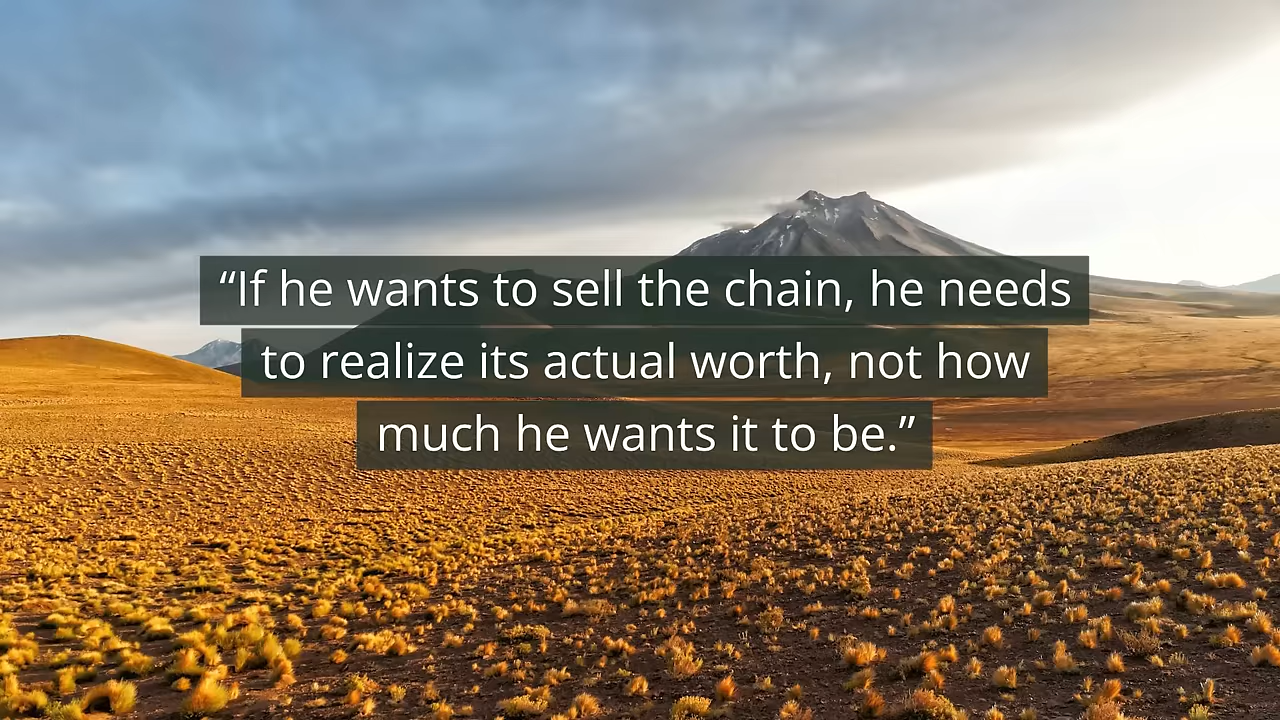 “If he wants to sell the chain, he needs
to realize its actual worth, not how
much he wants it to be.”